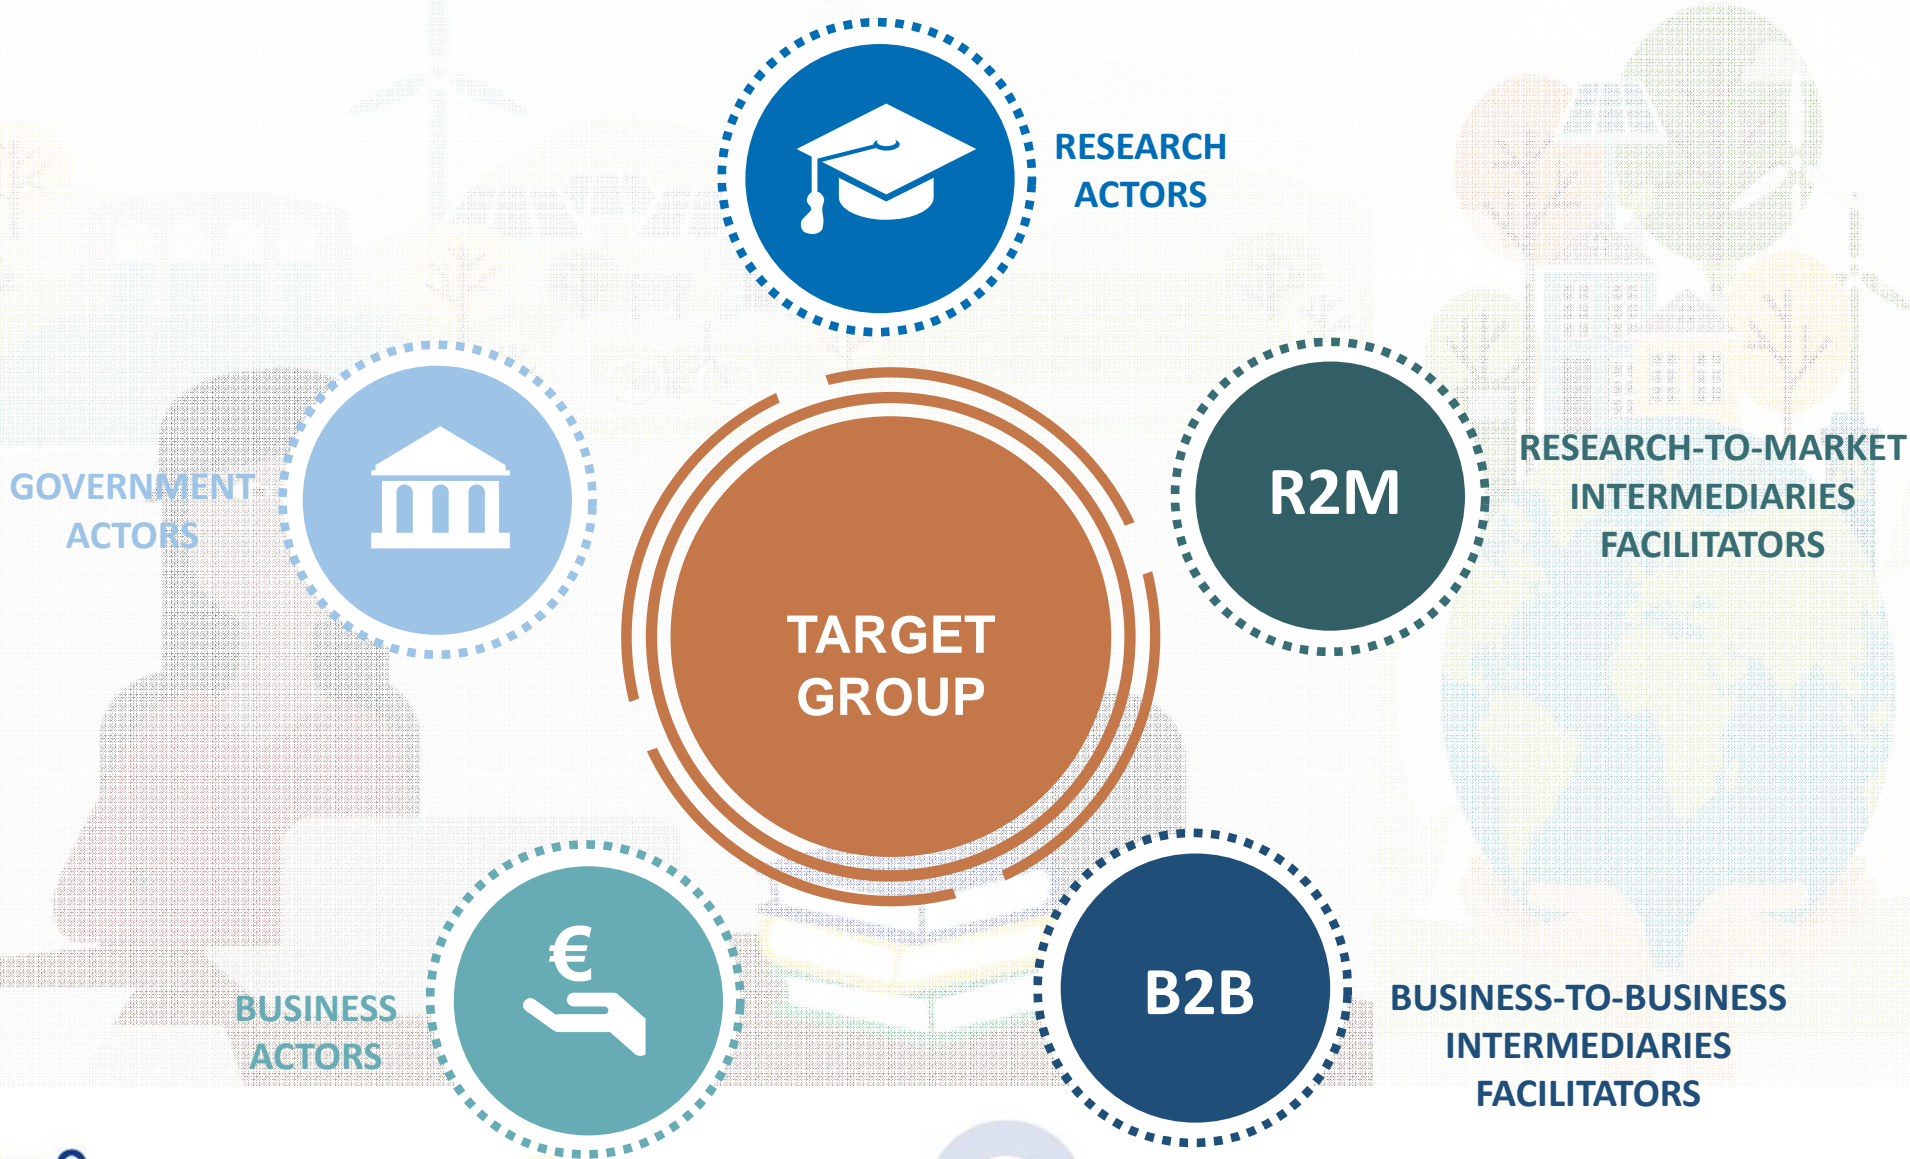 RESEARCH
ACTORS
GOVERNMENT
ACTORS
R2M
RESEARCH-TO-MARKET
INTERMEDIARIES
FACILITATORS
TARGET
GROUP
€
BUSINESS
ACTORS
B2B
BUSINESS-TO-BUSINESS
INTERMEDIARIES
FACILITATORS